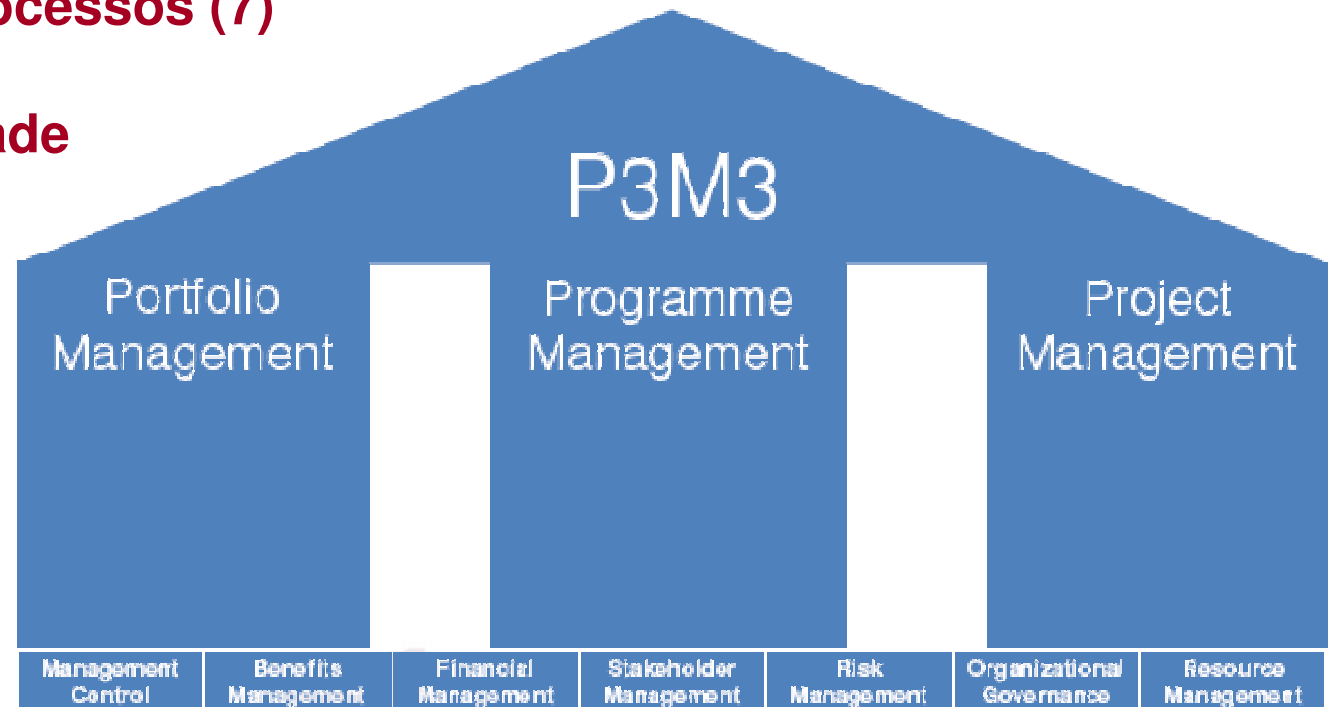 ocessos (7)
ade
P3M3
Portfolio
Management
Programme
Management
Project
Management
Management
Control
Benefits
Management
Financial
Management
Stakeholder
Management
Risk
Management
Organizational
Governance
Resource
Management